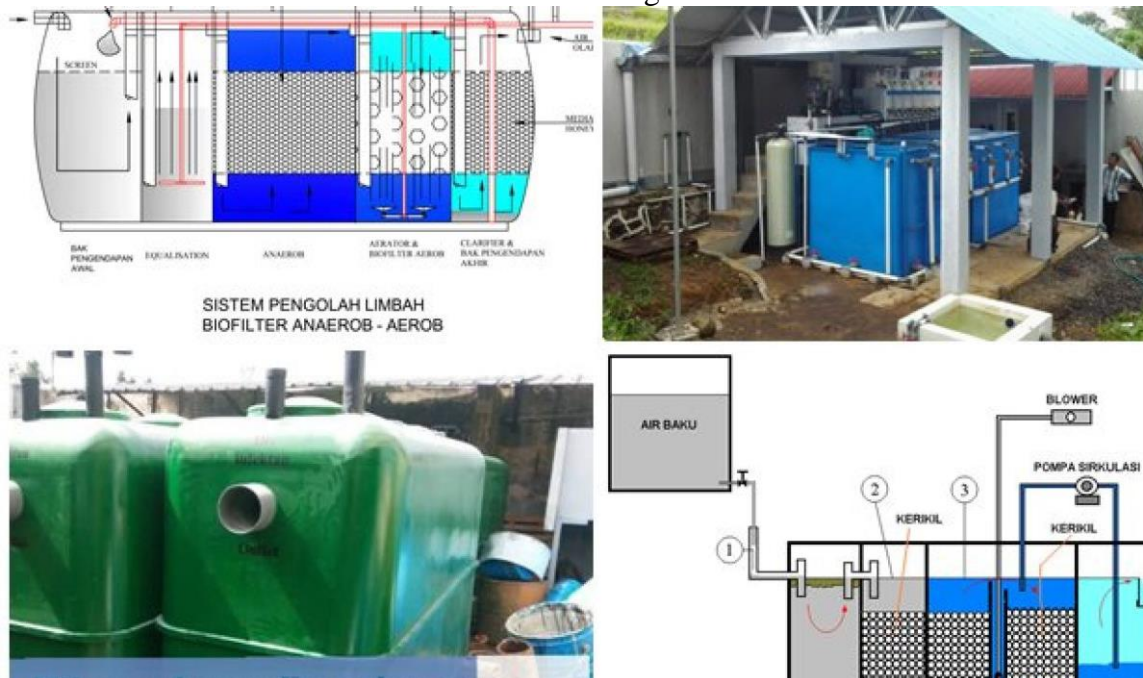 SCREEN
AIR
OLAH
MEDIA
HONEY
BAK
PENGENDAPAN
AWAL
EQUALISATION
ANAEROB
AERATOR &
BIOFILTER AEROB
CLARIFIER &
BAK PENGENDAPAN
AKHIR
SISTEM PENGOLAH LIMBAH
BIOFILTER ANAEROB - AEROB
Outlet
AIR BAKU
BLOWER
POMPA SIRKULASI
2
3
KERIKIL
KERIKIL
1